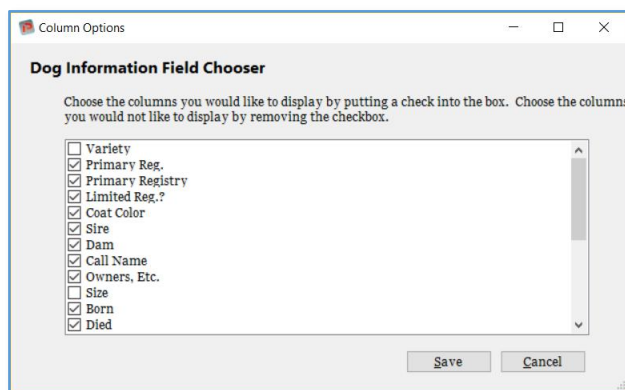 Column Options
Dog Information Field Chooser
Choose the columns you would like to display by putting a check into the box. Choose the columns
you would not like to display by removing the checkbox.
Variety
Primary Reg.
Primary Registry
Limited Reg.?
Coat Color
Sire
Dam
Call Name
Owners, Etc.
Size
Born
Died
Save Cancel